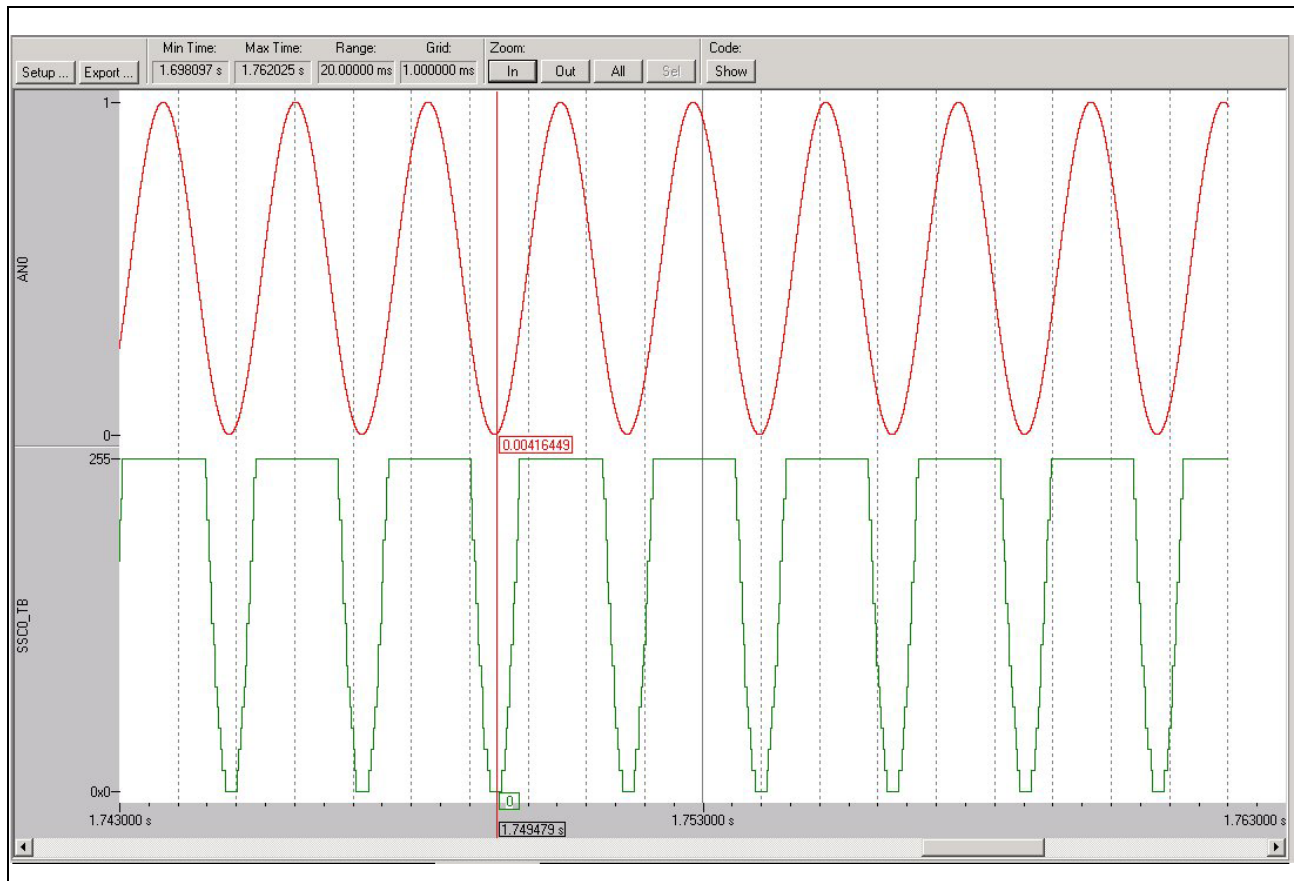 Min Time: Max Time: Range: Grid: Zoom: Code:
Setup ... Export ... 1.698097 s 1.762025 s 20.00000 ms 1.000000 ms In Out All Sel Show
1
AN0
0
0.00416449
255
SSC0_TB
0x0
0
1.743000 s 1.749479 s 1.753000 s 1.763000 s